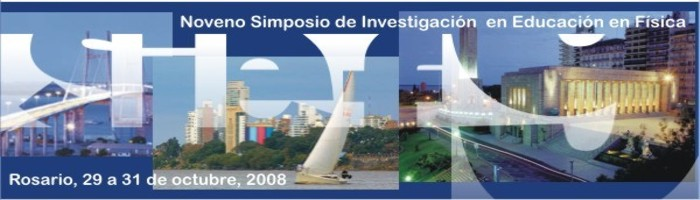 Noveno Simposio de Investigación en Educación en Física
Rosario, 29 a 31 de octubre, 2008